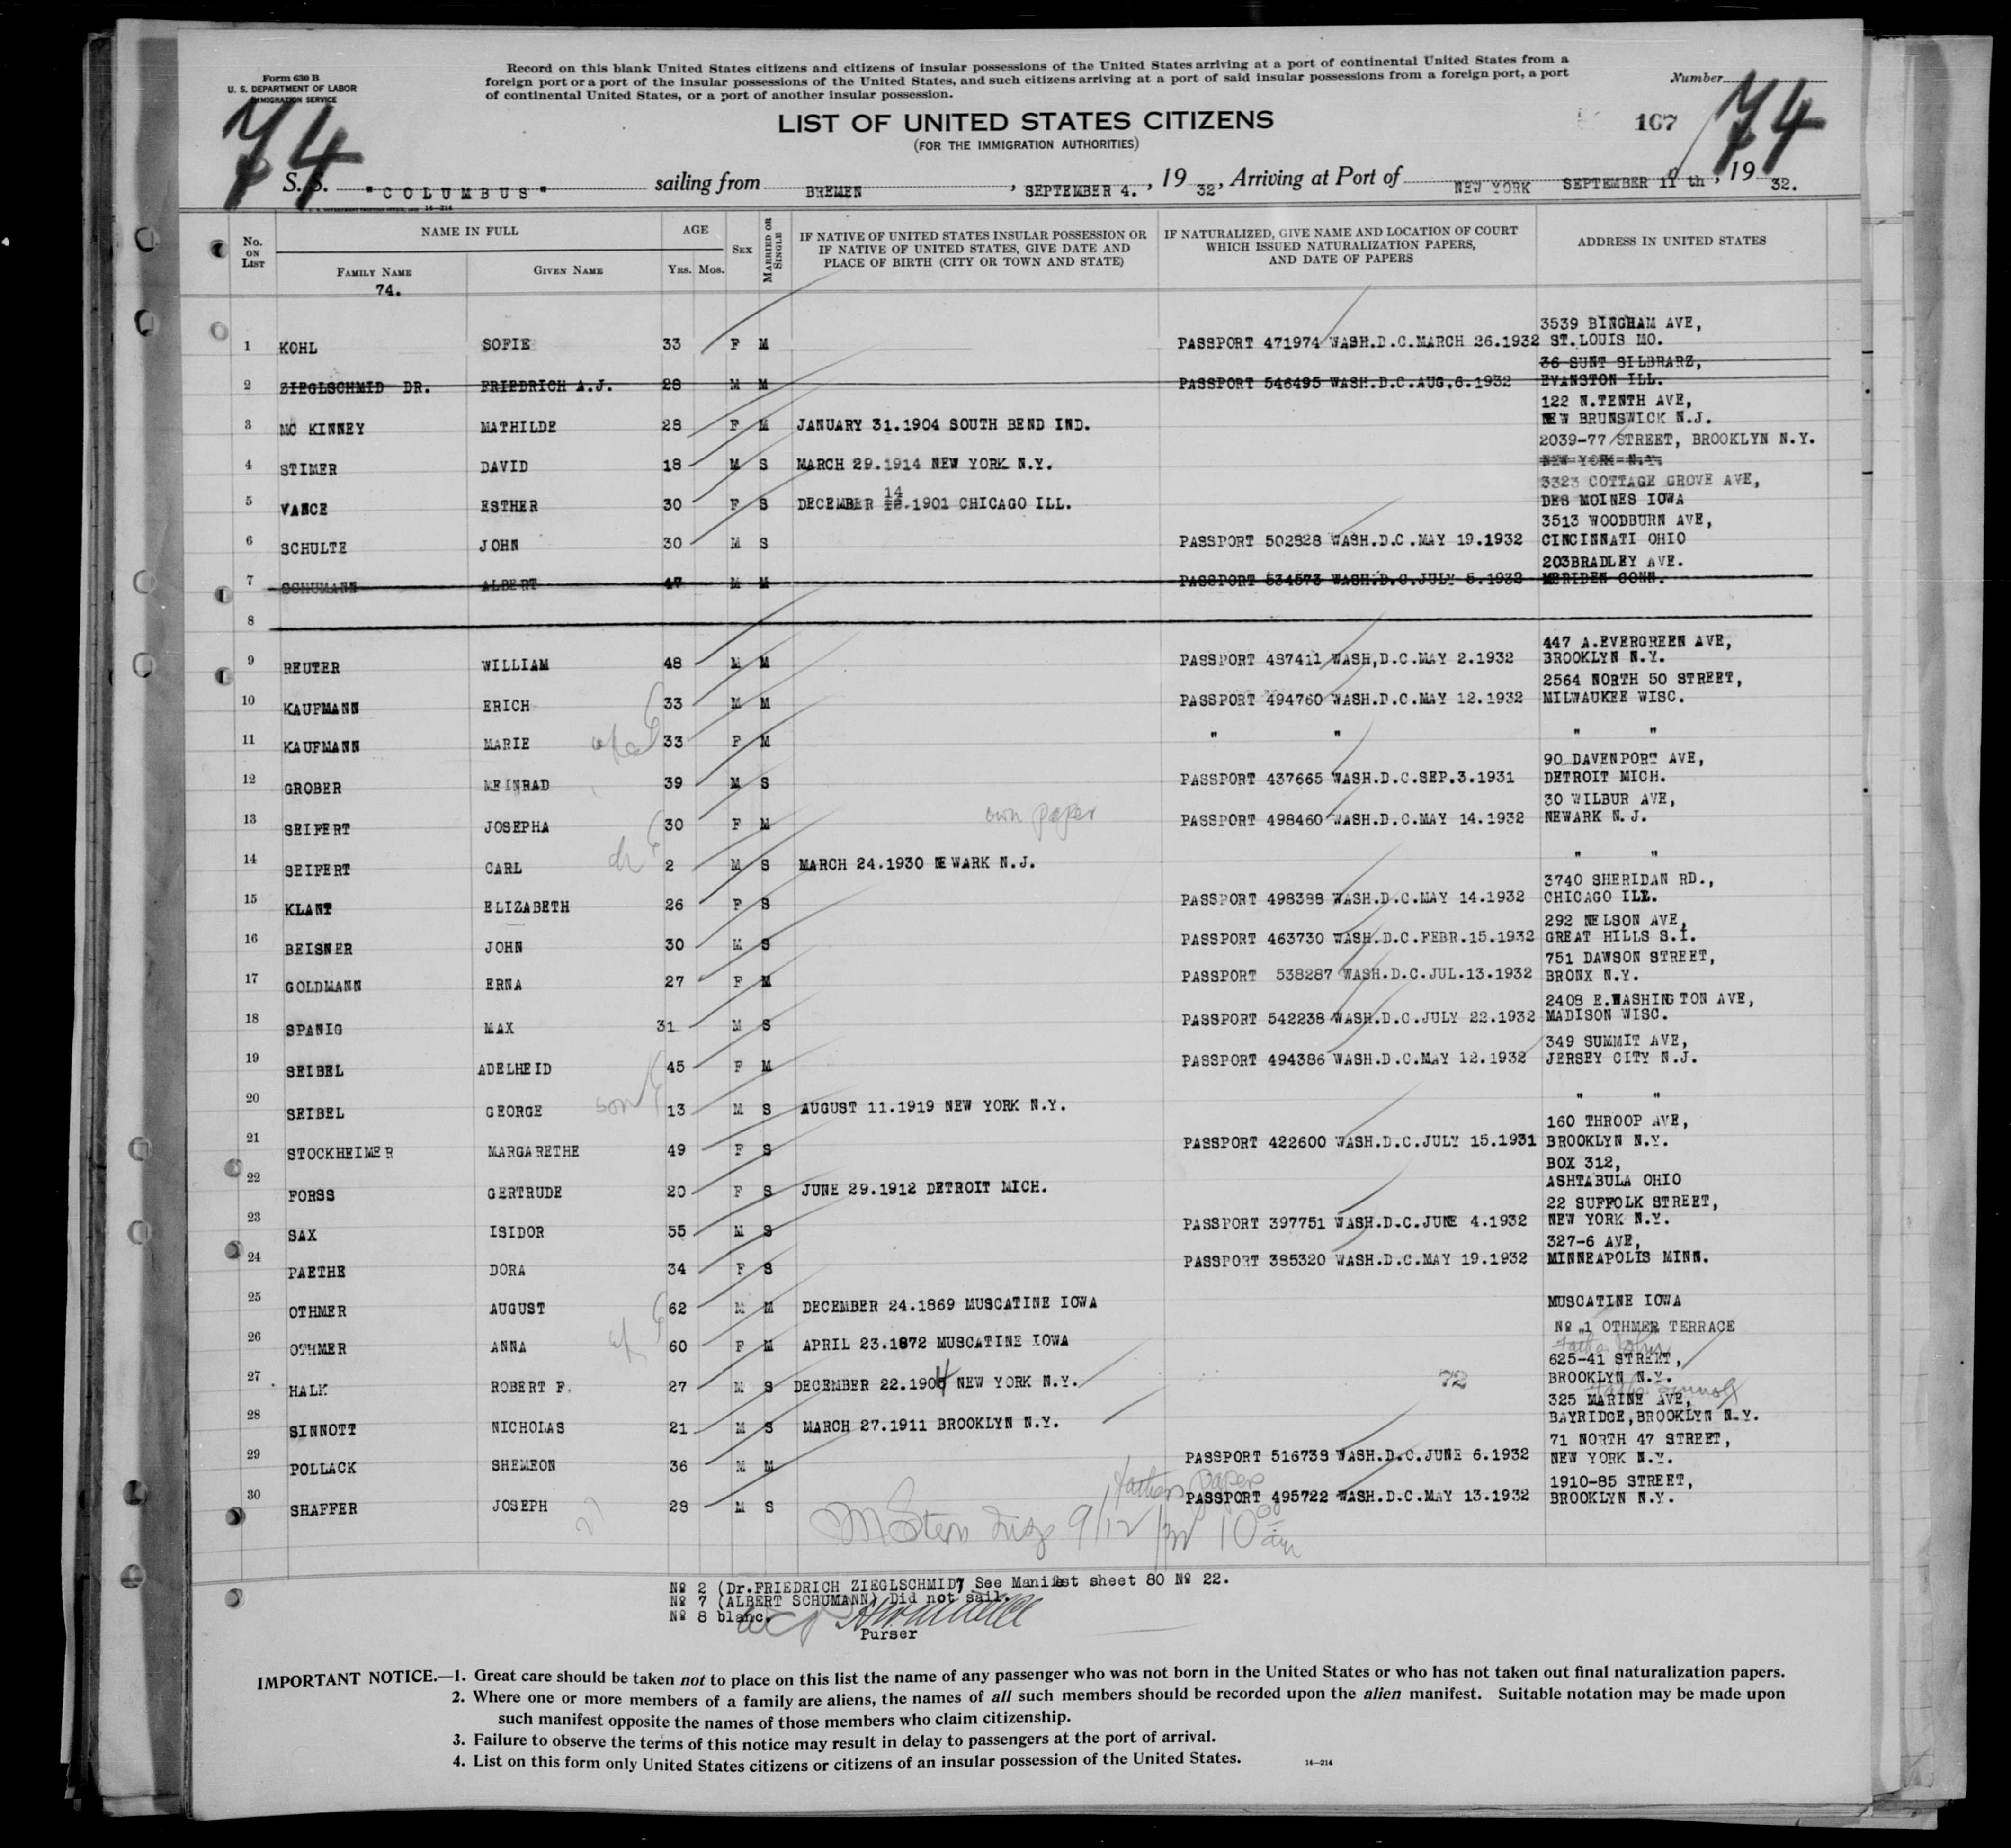 Form 630 B
U. S. DEPARTMENT OF LABOR
IMMIGRATION SERVICE
Record on this blank United States citizens and citizens of insular possessions of the United States arriving at a port of continental United States from a
foreign port or a port of the insular possessions of the United States, and such citizens arriving at a port of said insular possessions from a foreign port, a port
of continental United States, or a port of another insular possession.
Number
74
LIST OF UNITED STATES CITIZENS
(FOR THE IMMIGRATION AUTHORITIES)
167
74
S. S. "COLUMBUS" sailing from BREMEN, SEPTEMBER 4., 19 32, Arriving at Port of NEW YORK SEPTEMBER 11 th, 19 32.
No. ON LIST
NAME IN FULL
FAMILY NAME
GIVEN NAME
AGE
YRS. MOS.
SEX
MARRIED OR SINGLE
IF NATIVE OF UNITED STATES INSULAR POSSESSION OR
IF NATIVE OF UNITED STATES, GIVE DATE AND
PLACE OF BIRTH (CITY OR TOWN AND STATE)
IF NATURALIZED, GIVE NAME AND LOCATION OF COURT
WHICH ISSUED NATURALIZATION PAPERS,
AND DATE OF PAPERS
ADDRESS IN UNITED STATES
74.
3539 BINGHAM AVE,
1 KOHL SOFIE 33 F M PASSPORT 471974 WASH.D.C.MARCH 26.1932 ST.LOUIS MO.
36 SUNT SILBRARZ,
2 ZIEGLSCHMID DR. FRIEDRICH A.J. 28 M M PASSPORT 546495 WASH.D.C.AUG.6.1932 EVANSTON ILL.
122 N.TENTH AVE,
3 MC KINNEY MATHILDE 28 F M JANUARY 31.1904 SOUTH BEND IND. NEW BRUNSWICK N.J.
2039-77 STREET, BROOKLYN N.Y.
4 STIMER DAVID 18 M S MARCH 29.1914 NEW YORK N.Y. NEW YORK N.Y.
3323 COTTAGE GROVE AVE,
5 VANCE ESTHER 30 F S DECEMBER 14.1901 CHICAGO ILL. DES MOINES IOWA
3513 WOODBURN AVE,
6 SCHULTE JOHN 30 M S PASSPORT 502828 WASH.D.C.MAY 19.1932 CINCINNATI OHIO
203BRADLEY AVE.
7 SCHUMANN ALBERT 47 M M PASSPORT 534573 WASH.D.C.JULY 5.1932 MERIDEN CONN.
8
447 A.EVERGREEN AVE,
9 REUTER WILLIAM 48 M M PASSPORT 487411 WASH,D.C.MAY 2.1932 BROOKLYN N.Y.
2564 NORTH 50 STREET,
10 KAUFMANN ERICH 33 M M PASSPORT 494760 WASH.D.C.MAY 12.1932 MILWAUKEE WISC.
11 KAUFMANN MARIE 33 F M " " " "
90 DAVENPORT AVE,
12 GROBER MEINRAD 39 M S PASSPORT 437665 WASH.D.C.SEP.3.1931 DETROIT MICH.
30 WILBUR AVE,
13 SEIFERT JOSEPHA 30 F M own paper PASSPORT 498460 WASH.D.C.MAY 14.1932 NEWARK N.J.
14 SEIFERT CARL ch 2 M S MARCH 24.1930 NEWARK N.J. " "
3740 SHERIDAN RD.,
15 KLANT ELIZABETH 26 F S PASSPORT 498388 WASH.D.C.MAY 14.1932 CHICAGO ILL.
292 NELSON AVE,
16 BEISNER JOHN 30 M S PASSPORT 463730 WASH.D.C.FEBR.15.1932 GREAT HILLS S.I.
751 DAWSON STREET,
17 GOLDMANN ERNA 27 F M PASSPORT 538287 WASH.D.C.JUL.13.1932 BRONX N.Y.
2408 E.WASHINGTON AVE,
18 SPANIG MAX 31 M S PASSPORT 542238 WASH.D.C.JULY 22.1932 MADISON WISC.
349 SUMMIT AVE,
19 SEIBEL ADELHEID 45 F M PASSPORT 494386 WASH.D.C.MAY 12.1932 JERSEY CITY N.J.
20 SEIBEL GEORGE son 13 M S AUGUST 11.1919 NEW YORK N.Y. " "
160 THROOP AVE,
21 STOCKHEIMER MARGARETHE 49 F S PASSPORT 422600 WASH.D.C.JULY 15.1931 BROOKLYN N.Y.
BOX 312,
22 FORSS GERTRUDE 20 F S JUNE 29.1912 DETROIT MICH. ASHTABULA OHIO
22 SUFFOLK STREET,
23 SAX ISIDOR 55 M S PASSPORT 397751 WASH.D.C.JUNE 4.1932 NEW YORK N.Y.
327-6 AVE,
24 PAETHE DORA 34 F S PASSPORT 385320 WASH.D.C.MAY 19.1932 MINNEAPOLIS MINN.
25 OTHMER AUGUST 62 M M DECEMBER 24.1869 MUSCATINE IOWA MUSCATINE IOWA
No 1 OTHMER TERRACE
26 OTHMER ANNA 60 F M APRIL 23.1872 MUSCATINE IOWA
Father John
625-41 STREET,
27 HALK ROBERT F. 27 M S DECEMBER 22.1904 NEW YORK N.Y. 72 BROOKLYN N.Y.
325 MARINE AVE,
28 SINNOTT NICHOLAS 21 M S MARCH 27.1911 BROOKLYN N.Y. BAYRIDGE,BROOKLYN N.Y.
71 NORTH 47 STREET,
29 POLLACK SHEMEON 36 M M PASSPORT 516738 WASH.D.C.JUNE 6.1932 NEW YORK N.Y.
fathers paper
1910-85 STREET,
30 SHAFFER JOSEPH 28 M S PASSPORT 495722 WASH.D.C.MAY 13.1932 BROOKLYN N.Y.
9/12/32 10 00 am
No 2 (Dr.FRIEDRICH ZIEGLSCHMID) See Manifest sheet 80 No 22.
No 7 (ALBERT SCHUMANN) Did not sail.
No 8 blanc.
Purser
IMPORTANT NOTICE.—1. Great care should be taken not to place on this list the name of any passenger who was not born in the United States or who has not taken out final naturalization papers.
2. Where one or more members of a family are aliens, the names of all such members should be recorded upon the alien manifest. Suitable notation may be made upon
such manifest opposite the names of those members who claim citizenship.
3. Failure to observe the terms of this notice may result in delay to passengers at the port of arrival.
4. List on this form only United States citizens or citizens of an insular possession of the United States.
14—214